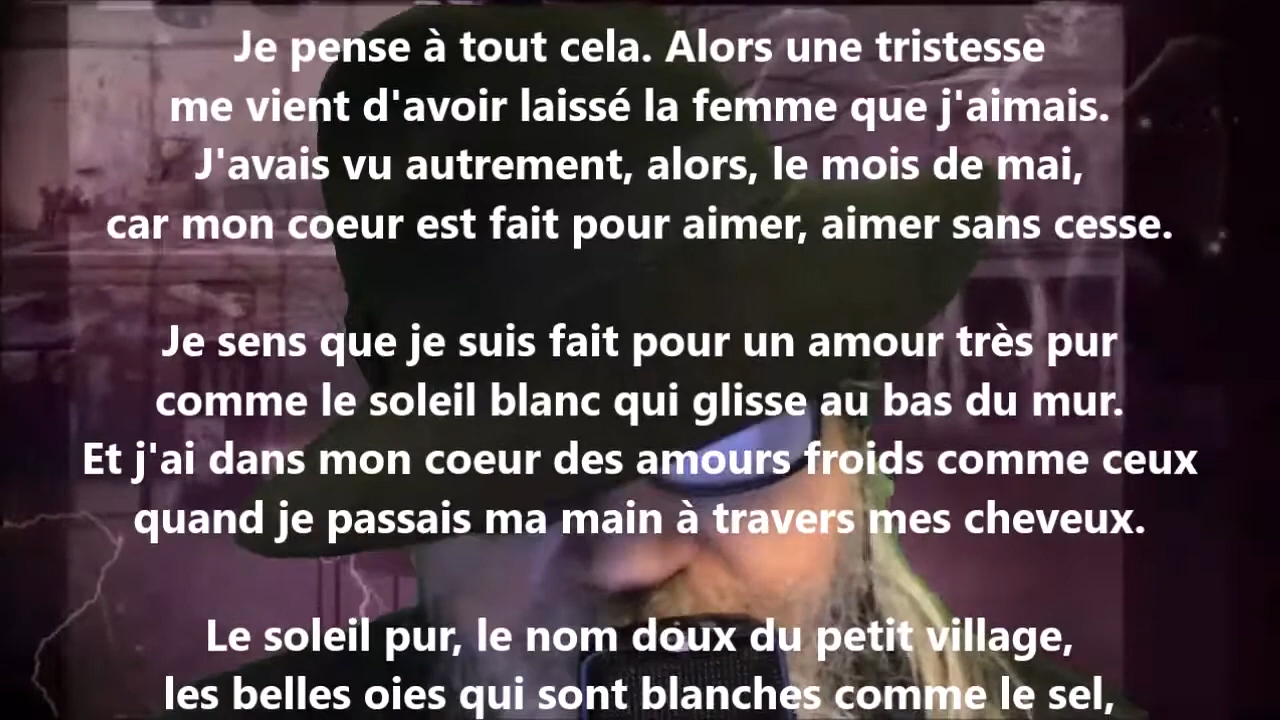 Je pense à tout cela. Alors une tristesse
me vient d'avoir laissé la femme que j'aimais.
J'avais vu autrement, alors, le mois de mai,
car mon coeur est fait pour aimer, aimer sans cesse.
Je sens que je suis fait pour un amour très pur
comme le soleil blanc qui glisse au bas du mur.
Et j'ai dans mon coeur des amours froids comme ceux
quand je passais ma main à travers mes cheveux.
Le soleil pur, le nom doux du petit village,
les belles oies qui sont blanches comme le sel,